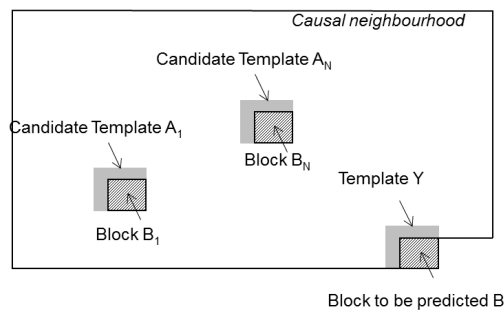 Causal neighbourhood
Candidate Template A_N
Candidate Template A_1
Block B_N
Template Y
Block B_1
Block to be predicted B